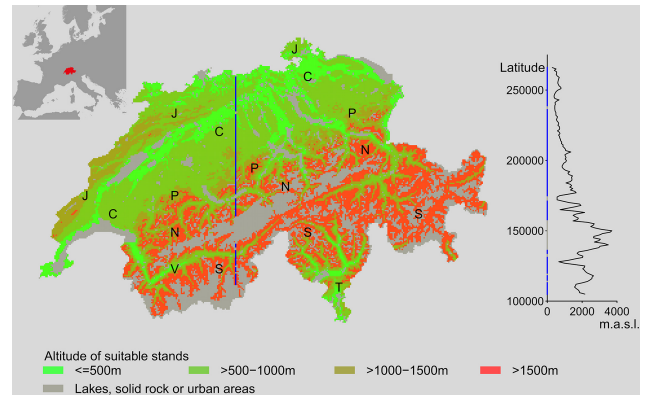 J
C
Latitude
250000
J
P
C
N
200000
P
N
J
P
C
S
N
S
150000
V
S
T
100000
0
2000
4000
m.a.s.l.
Altitude of suitable stands
<=500m
>500−1000m
>1000−1500m
>1500m
Lakes, solid rock or urban areas